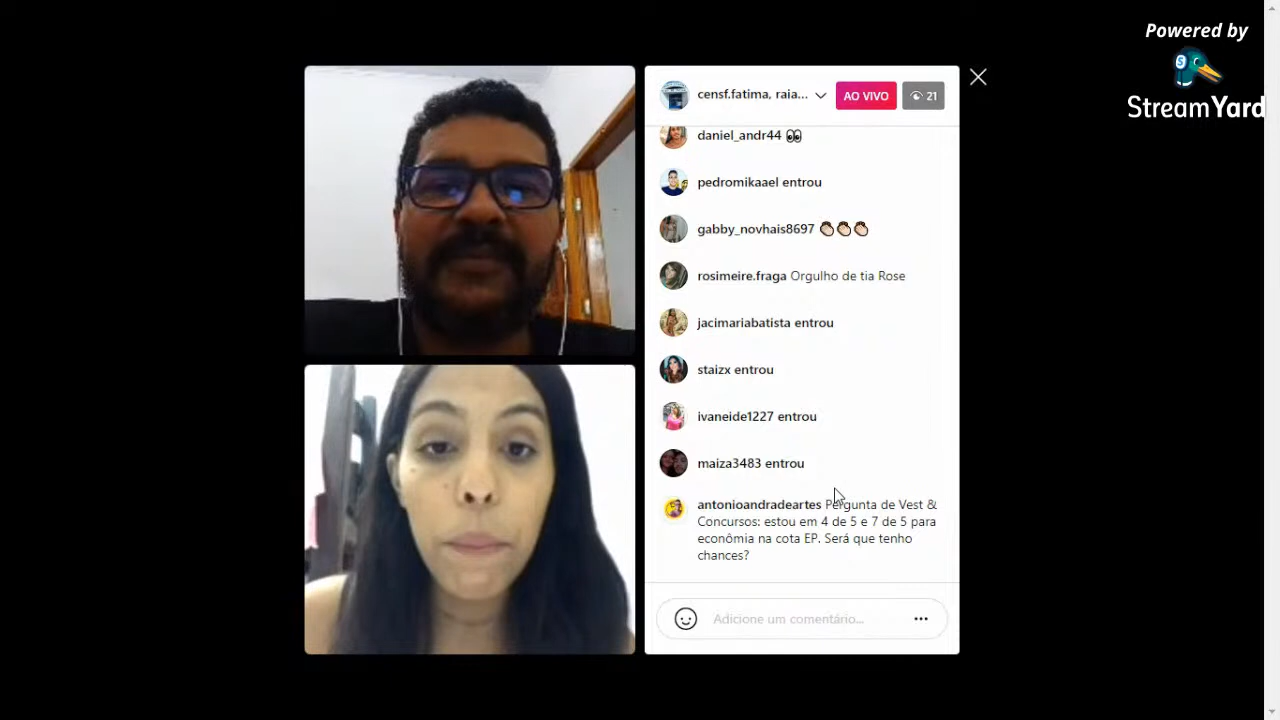 Powered by
StreamYard
censf.fatima, raia...
AO VIVO
21
daniel_andr44 👀
pedromikaael entrou
gabby_novhais8697 👏🏻👏🏻👏🏻
rosimeire.fraga Orgulho de tia Rose
jacimariabatista entrou
staizx entrou
ivaneide1227 entrou
maiza3483 entrou
antonioandradeartes Pergunta de Vest &
Concursos: estou em 4 de 5 e 7 de 5 para
econômia na cota EP. Será que tenho
chances?
Adicione um comentário...